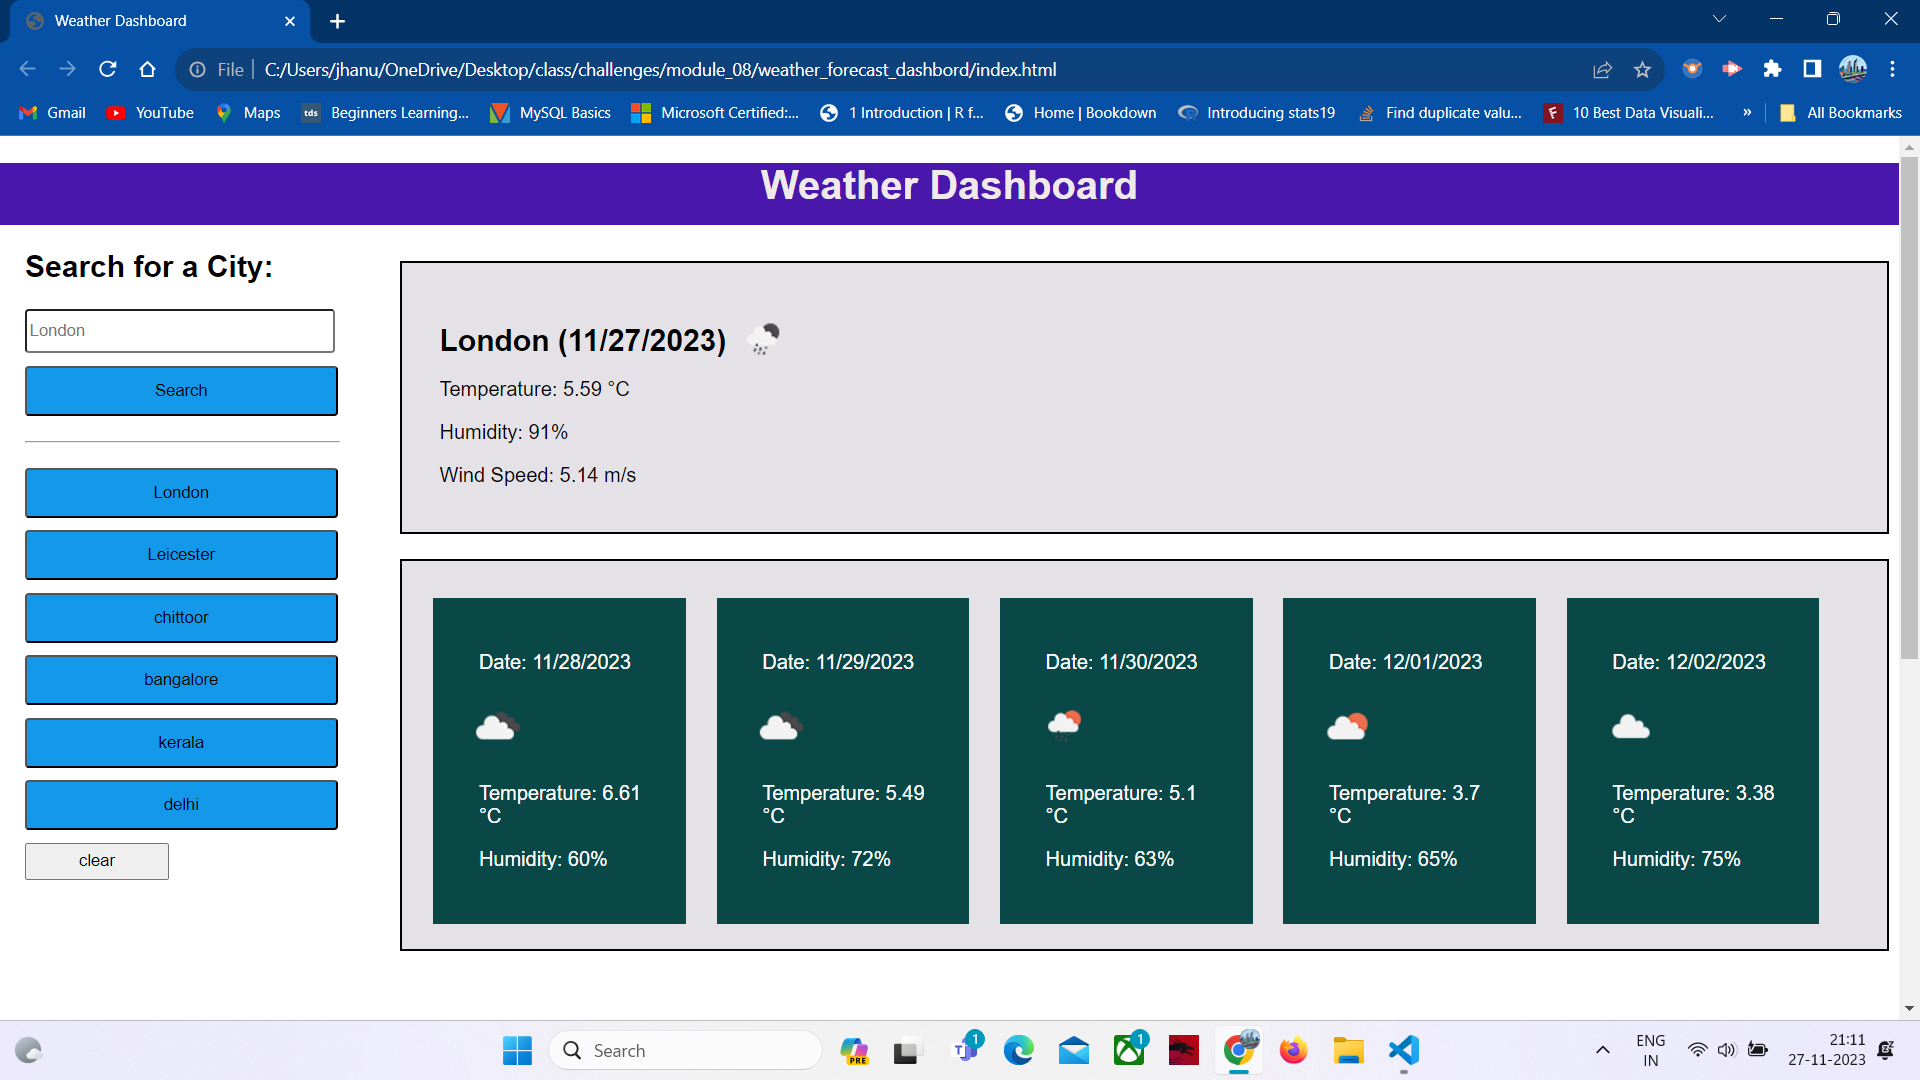 Weather Dashboard
File
C:/Users/jhanu/OneDrive/Desktop/class/challenges/module_08/weather_forecast_dashbord/index.html
Gmail
YouTube
Maps
tds
Beginners Learning...
MySQL Basics
Microsoft Certified:...
1 Introduction | R f...
Home | Bookdown
Introducing stats19
Find duplicate valu...
F
10 Best Data Visuali...
»
All Bookmarks
Weather Dashboard
Search for a City:
London
Search
London
Leicester
chittoor
bangalore
kerala
delhi
clear
London (11/27/2023)
Temperature: 5.59 °C
Humidity: 91%
Wind Speed: 5.14 m/s
Date: 11/28/2023
Temperature: 6.61
°C
Humidity: 60%
Date: 11/29/2023
Temperature: 5.49
°C
Humidity: 72%
Date: 11/30/2023
Temperature: 5.1
°C
Humidity: 63%
Date: 12/01/2023
Temperature: 3.7
°C
Humidity: 65%
Date: 12/02/2023
Temperature: 3.38
°C
Humidity: 75%
Search
PRE
1
1
ENG
IN
21:11
27-11-2023